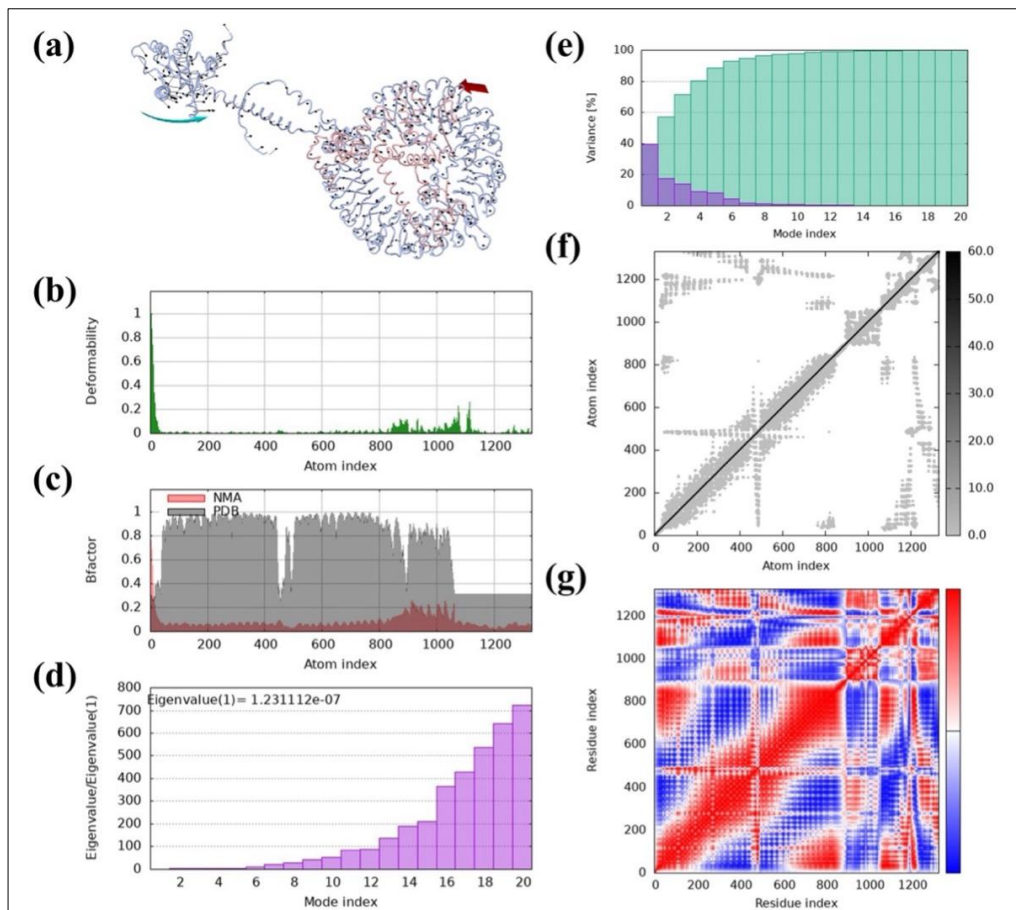 (a)
(b)
1
0.8
0.6
0.4
0.2
0
Deformability
0 200 400 600 800 1000 1200
Atom index
(c)
NMA
PDB
1
0.8
0.6
0.4
0.2
0
Bfactor
0 200 400 600 800 1000 1200
Atom index
(d)
Eigenvalue(1)= 1.231112e-07
800
700
600
500
400
300
200
100
0
Eigenvalue/Eigenvalue(1)
2 4 6 8 10 12 14 16 18 20
Mode index
(e)
100
80
60
40
20
0
Variance [%]
2 4 6 8 10 12 14 16 18 20
Mode index
(f)
1200
1000
800
600
400
200
0
Atom index
0 200 400 600 800 1000 1200
Atom index
60.0
50.0
40.0
30.0
20.0
10.0
0.0
(g)
1200
1000
800
600
400
200
0
Residue index
0 200 400 600 800 1000 1200
Residue index